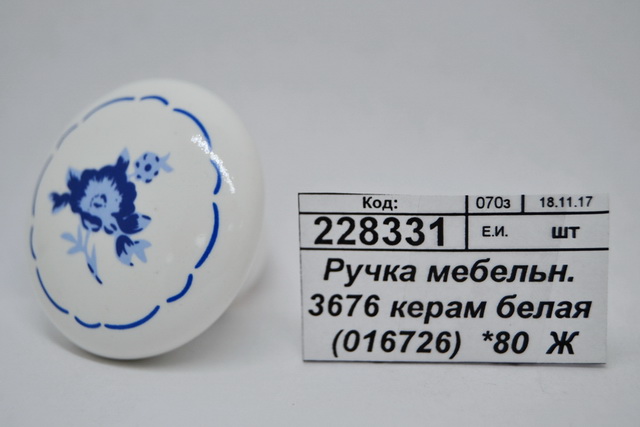 Код: 070з 18.11.17
228331 Е.И. шт
Ручка мебельн.
3676 керам белая
(016726) *80 Ж